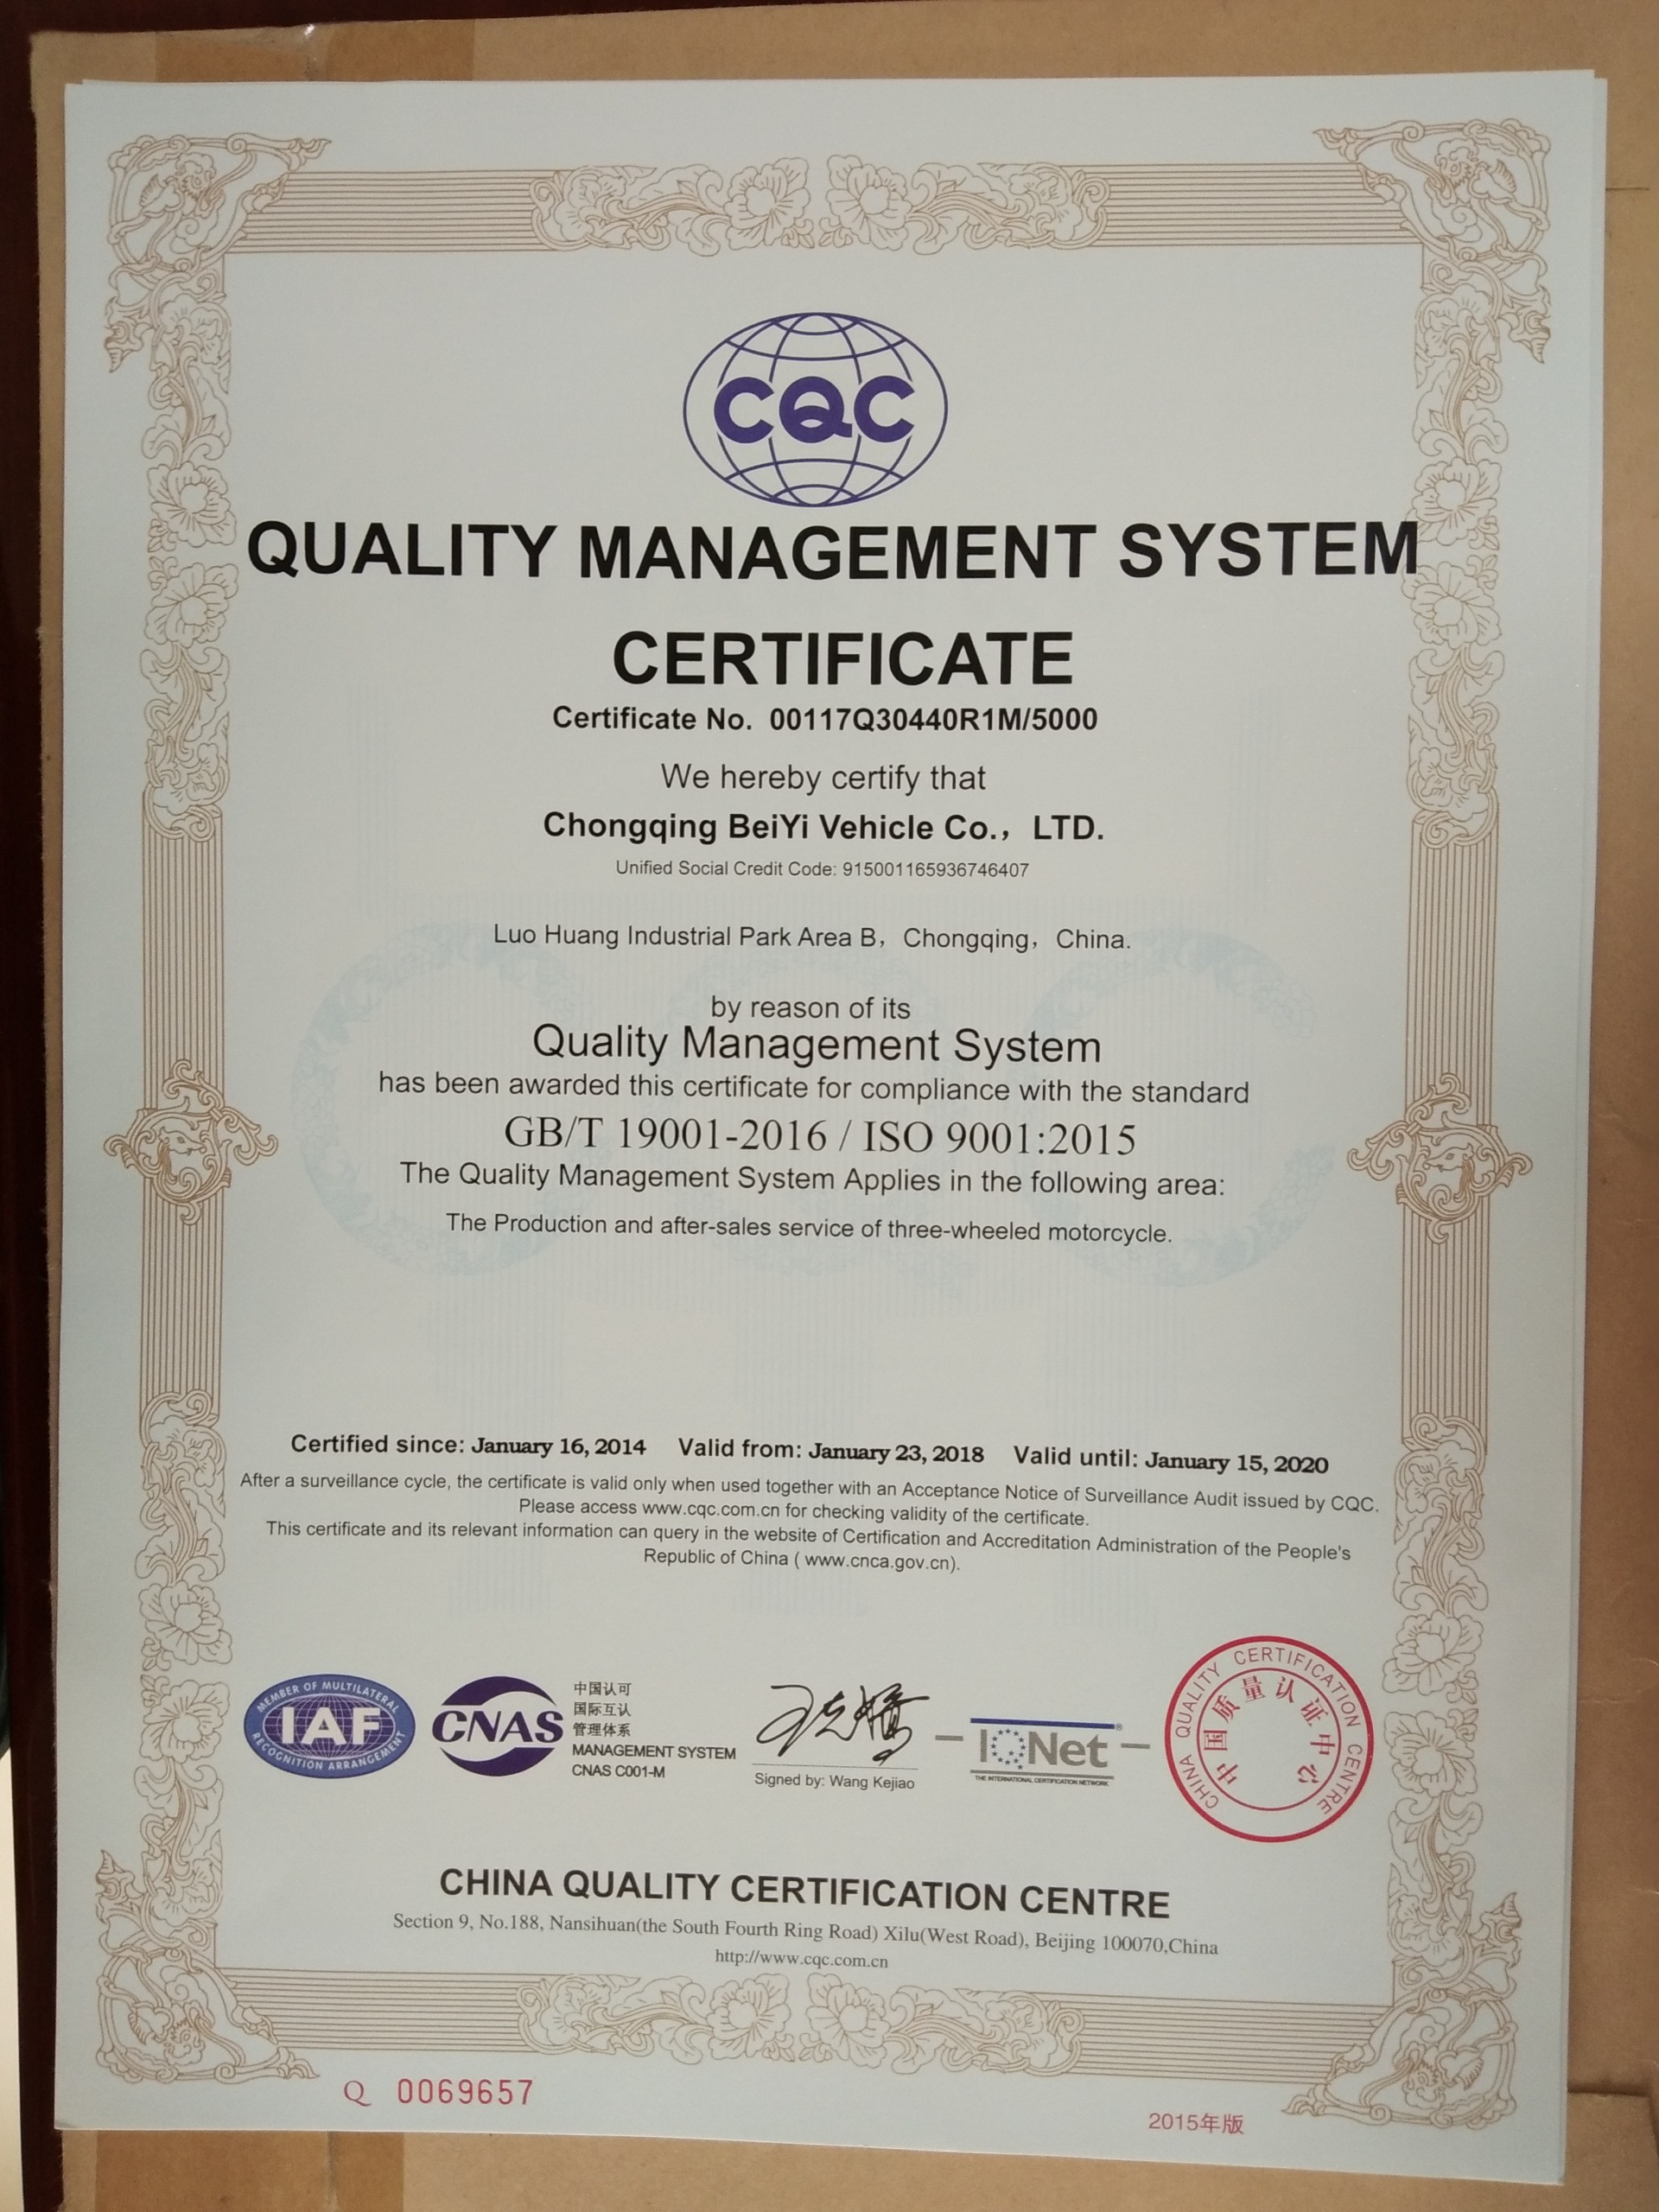 CQC
QUALITY MANAGEMENT SYSTEM
CERTIFICATE
Certificate No. 00117Q30440R1M/5000
We hereby certify that
Chongqing BeiYi Vehicle Co.，LTD.
Unified Social Credit Code: 915001165936746407
Luo Huang Industrial Park Area B，Chongqing，China.
by reason of its
Quality Management System
has been awarded this certificate for compliance with the standard
GB/T 19001-2016 / ISO 9001:2015
The Quality Management System Applies in the following area:
The Production and after-sales service of three-wheeled motorcycle.
Certified since: January 16, 2014 Valid from: January 23, 2018 Valid until: January 15, 2020
After a surveillance cycle, the certificate is valid only when used together with an Acceptance Notice of Surveillance Audit issued by CQC.
Please access www.cqc.com.cn for checking validity of the certificate.
This certificate and its relevant information can query in the website of Certification and Accreditation Administration of the People's
Republic of China ( www.cnca.gov.cn).
MEMBER OF MULTILATERAL
IAF
RECOGNITION ARRANGEMENT
CNAS
中国认可
国际互认
管理体系
MANAGEMENT SYSTEM
CNAS C001-M
Signed by: Wang Kejiao
IQNet ®
THE INTERNATIONAL CERTIFICATION NETWORK
CHINA QUALITY CERTIFICATION CENTRE
中国质量认证中心
CHINA QUALITY CERTIFICATION CENTRE
Section 9, No.188, Nansihuan(the South Fourth Ring Road) Xilu(West Road), Beijing 100070,China
http://www.cqc.com.cn
Q 0069657
2015年版